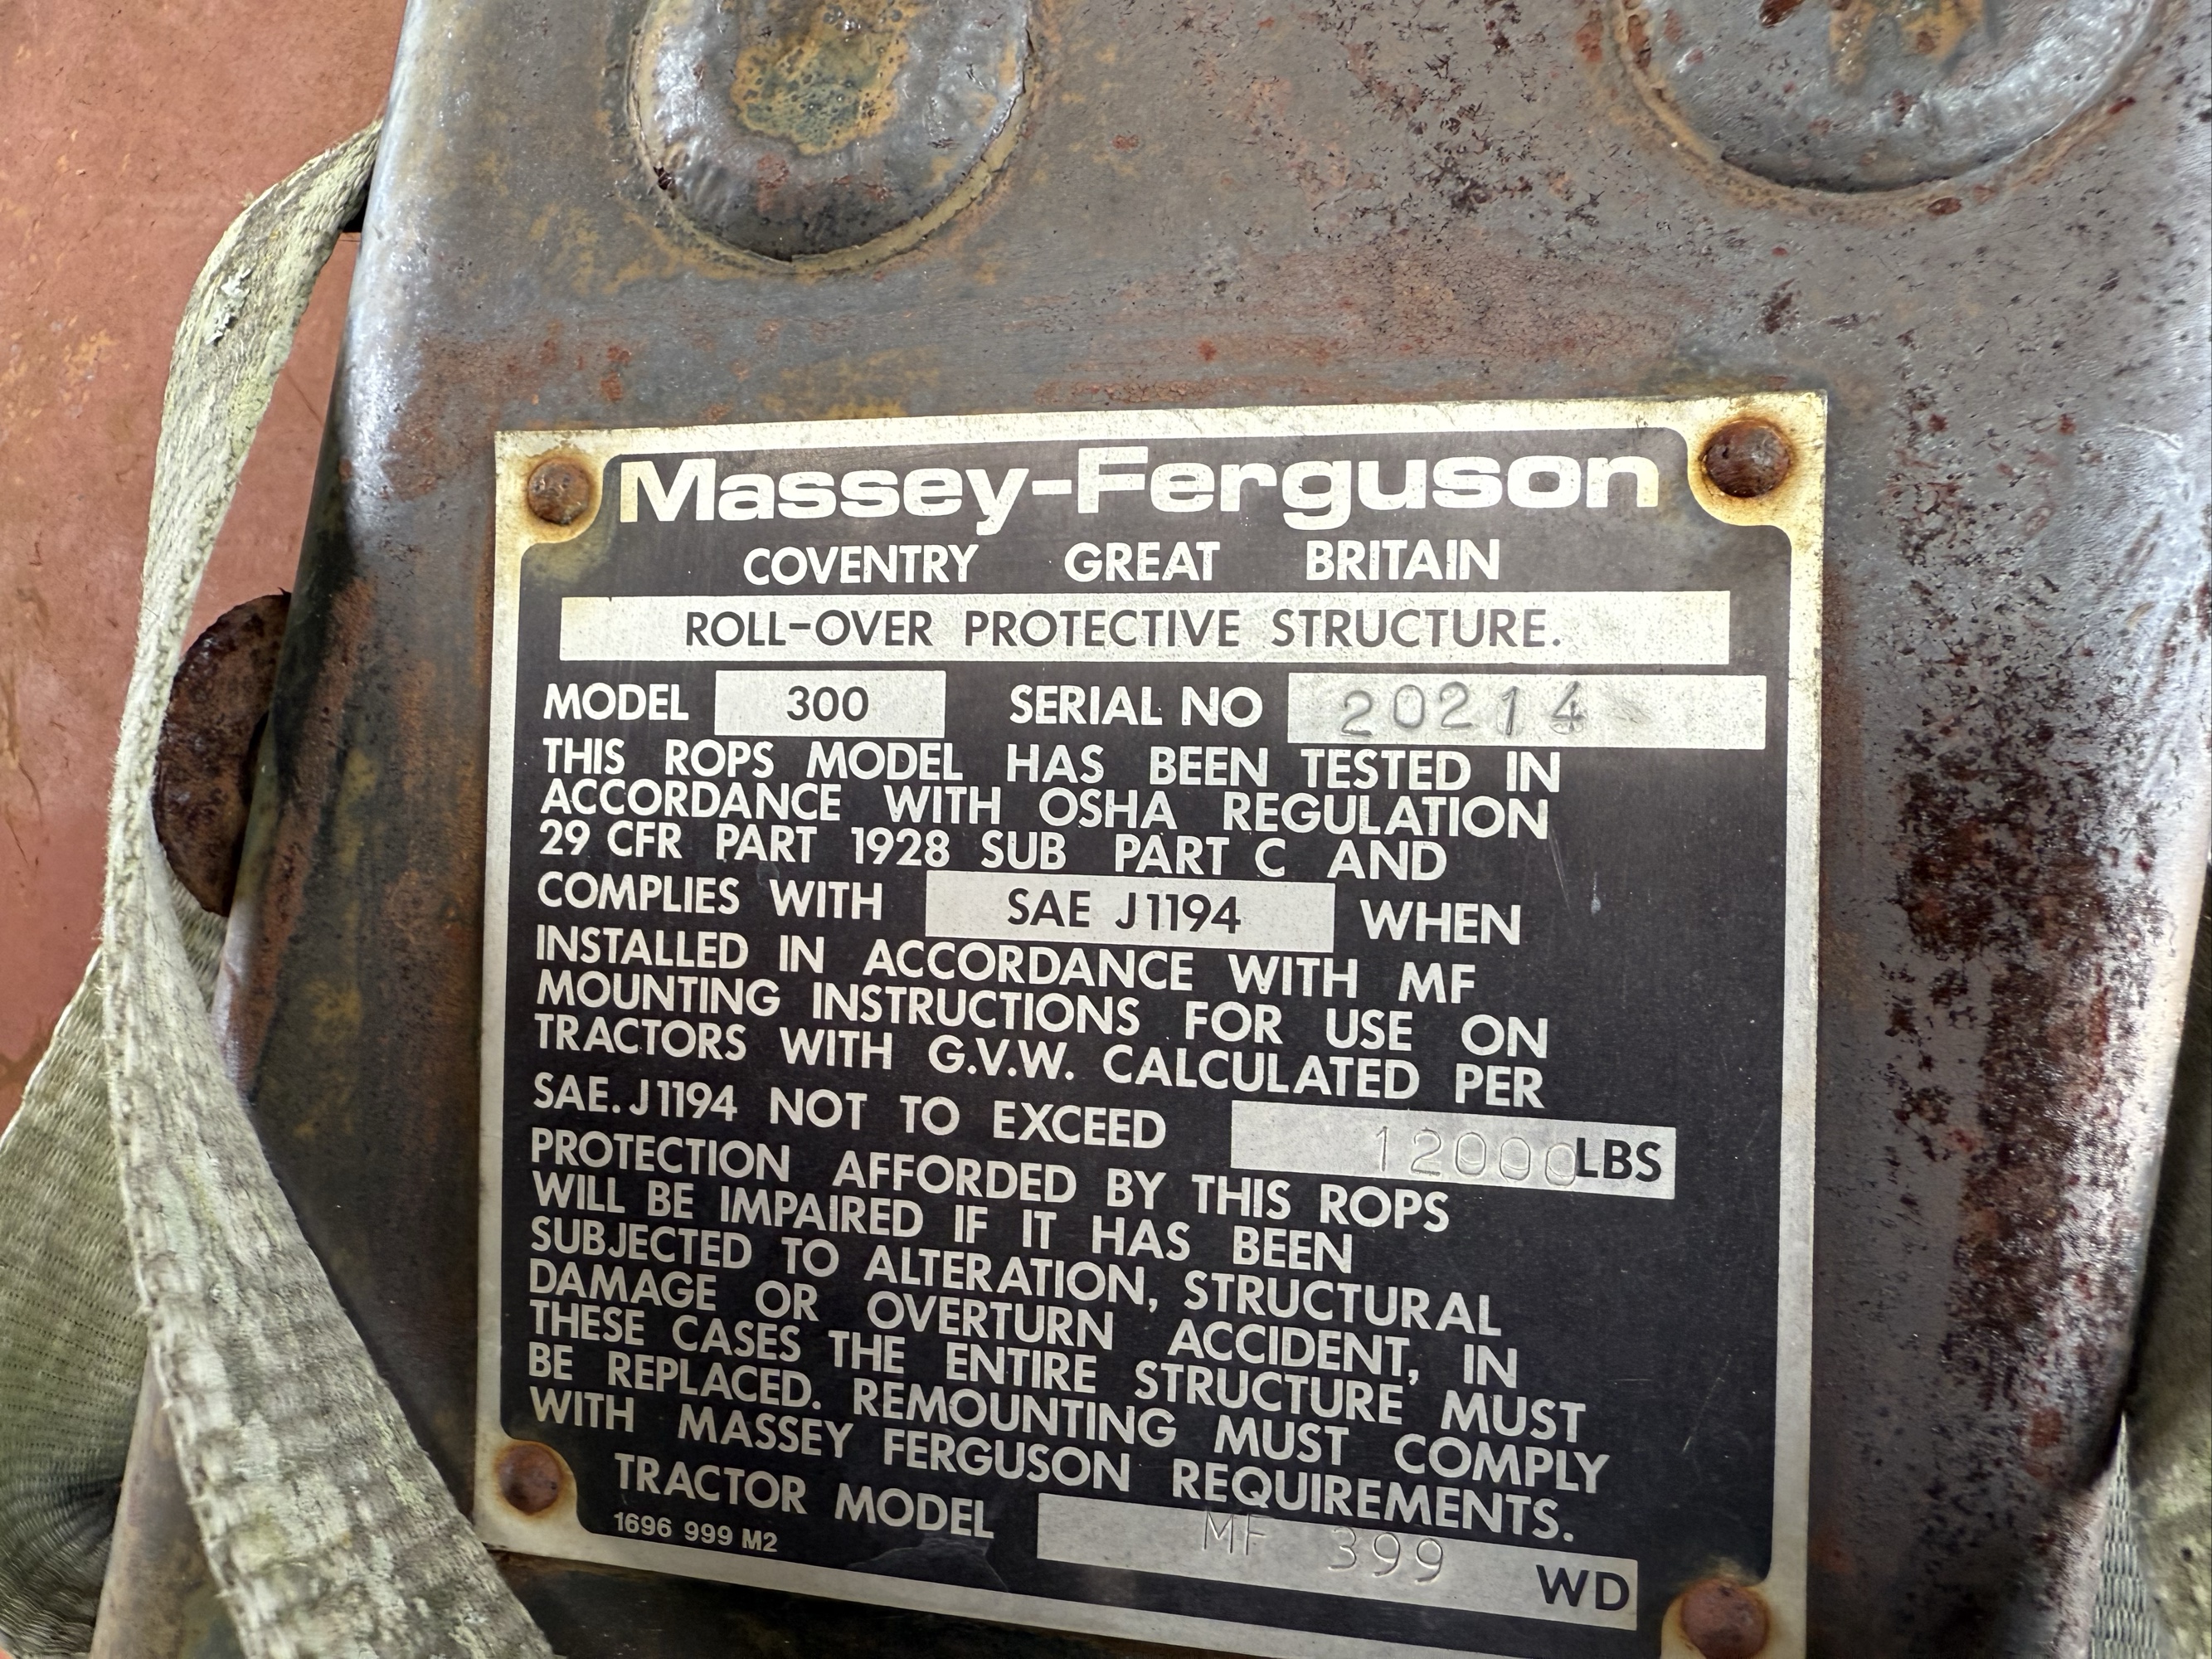 Massey-Ferguson
COVENTRY GREAT BRITAIN
ROLL-OVER PROTECTIVE STRUCTURE.
MODEL 300 SERIAL NO 20214
THIS ROPS MODEL HAS BEEN TESTED IN
ACCORDANCE WITH OSHA REGULATION
29 CFR PART 1928 SUB PART C AND
COMPLIES WITH SAE J1194 WHEN
INSTALLED IN ACCORDANCE WITH MF
MOUNTING INSTRUCTIONS FOR USE ON
TRACTORS WITH G.V.W. CALCULATED PER
SAE. J1194 NOT TO EXCEED 12000 LBS
PROTECTION AFFORDED BY THIS ROPS
WILL BE IMPAIRED IF IT HAS BEEN
SUBJECTED TO ALTERATION, STRUCTURAL
DAMAGE OR OVERTURN ACCIDENT, IN
THESE CASES THE ENTIRE STRUCTURE MUST
BE REPLACED. REMOUNTING MUST COMPLY
WITH MASSEY FERGUSON REQUIREMENTS.
TRACTOR MODEL MF 399 WD
1696 999 M2